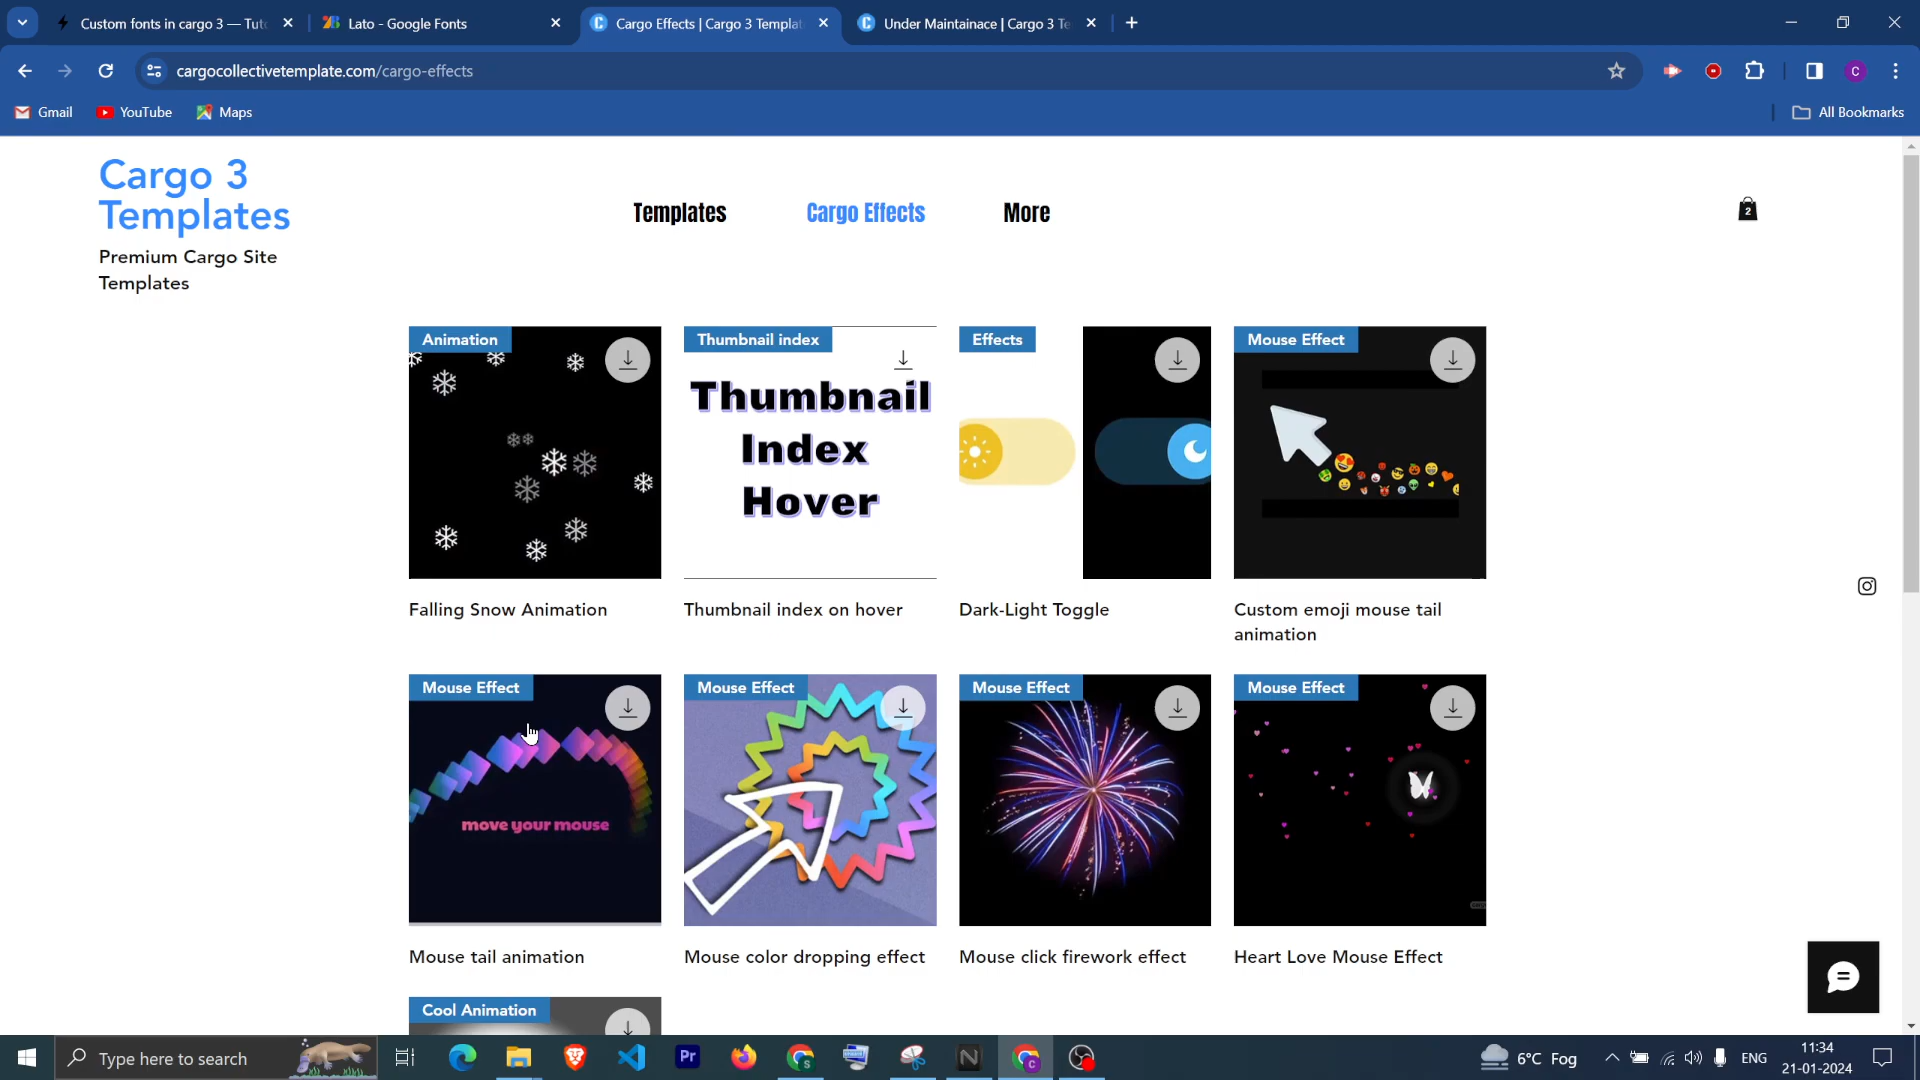 Custom fonts in cargo 3 — Tuto
Lato - Google Fonts
Cargo Effects | Cargo 3 Templa
Under Maintainace | Cargo 3 Te
cargocollectivetemplate.com/cargo-effects
C
Gmail
YouTube
Maps
All Bookmarks
Cargo 3
Templates
Premium Cargo Site
Templates
Templates
Cargo Effects
More
2
Animation
Thumbnail index
Effects
Mouse Effect
Thumbnail
Index
Hover
Falling Snow Animation
Thumbnail index on hover
Dark-Light Toggle
Custom emoji mouse tail
animation
Mouse Effect
Mouse Effect
Mouse Effect
Mouse Effect
move your mouse
Mouse tail animation
Mouse color dropping effect
Mouse click firework effect
Heart Love Mouse Effect
Cool Animation
Type here to search
Pr
6°C Fog
ENG
11:34
21-01-2024